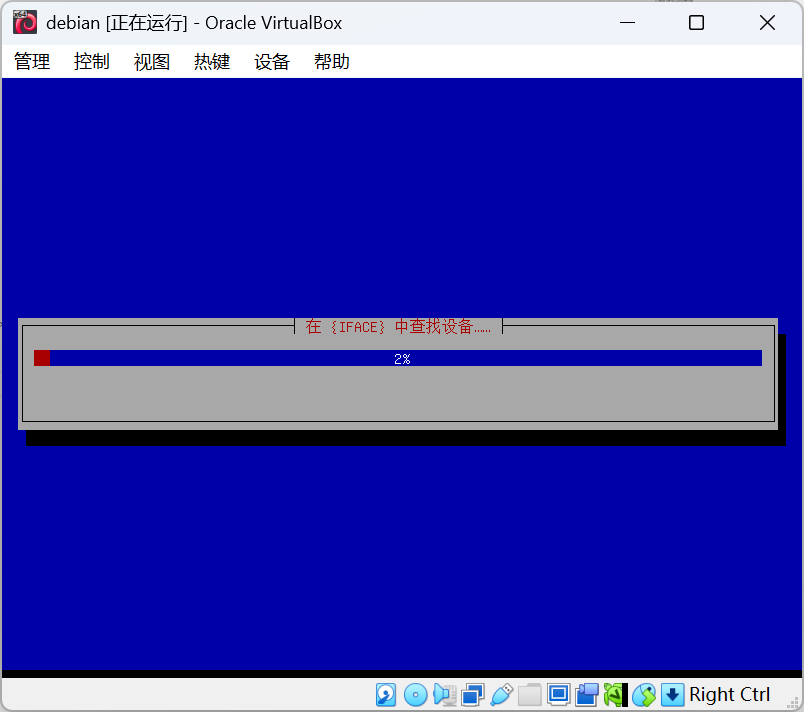 debian [正在运行] - Oracle VirtualBox
管理 控制 视图 热键 设备 帮助
在 {IFACE} 中查找设备……
2%
Right Ctrl